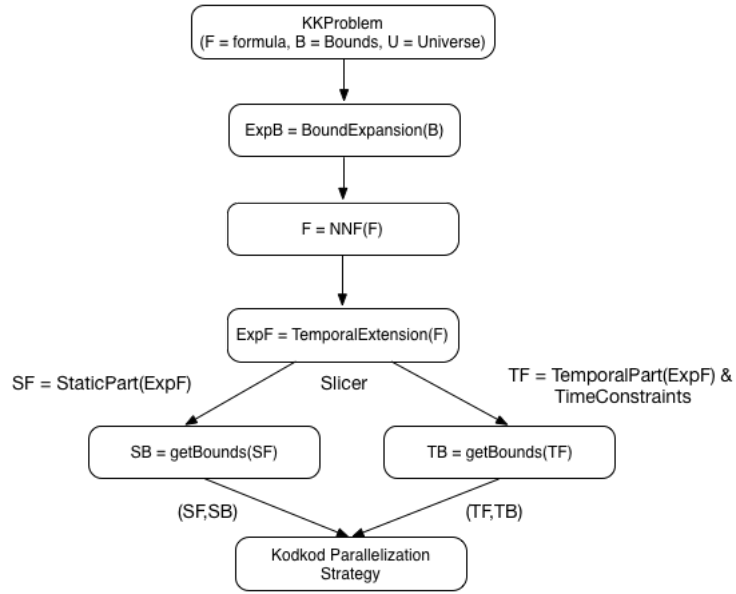 KKProblem
(F = formula, B = Bounds, U = Universe)
ExpB = BoundExpansion(B)
F = NNF(F)
ExpF = TemporalExtension(F)
SF = StaticPart(ExpF)
Slicer
TF = TemporalPart(ExpF) &
TimeConstraints
SB = getBounds(SF)
TB = getBounds(TF)
(SF,SB)
(TF,TB)
Kodkod Parallelization
Strategy